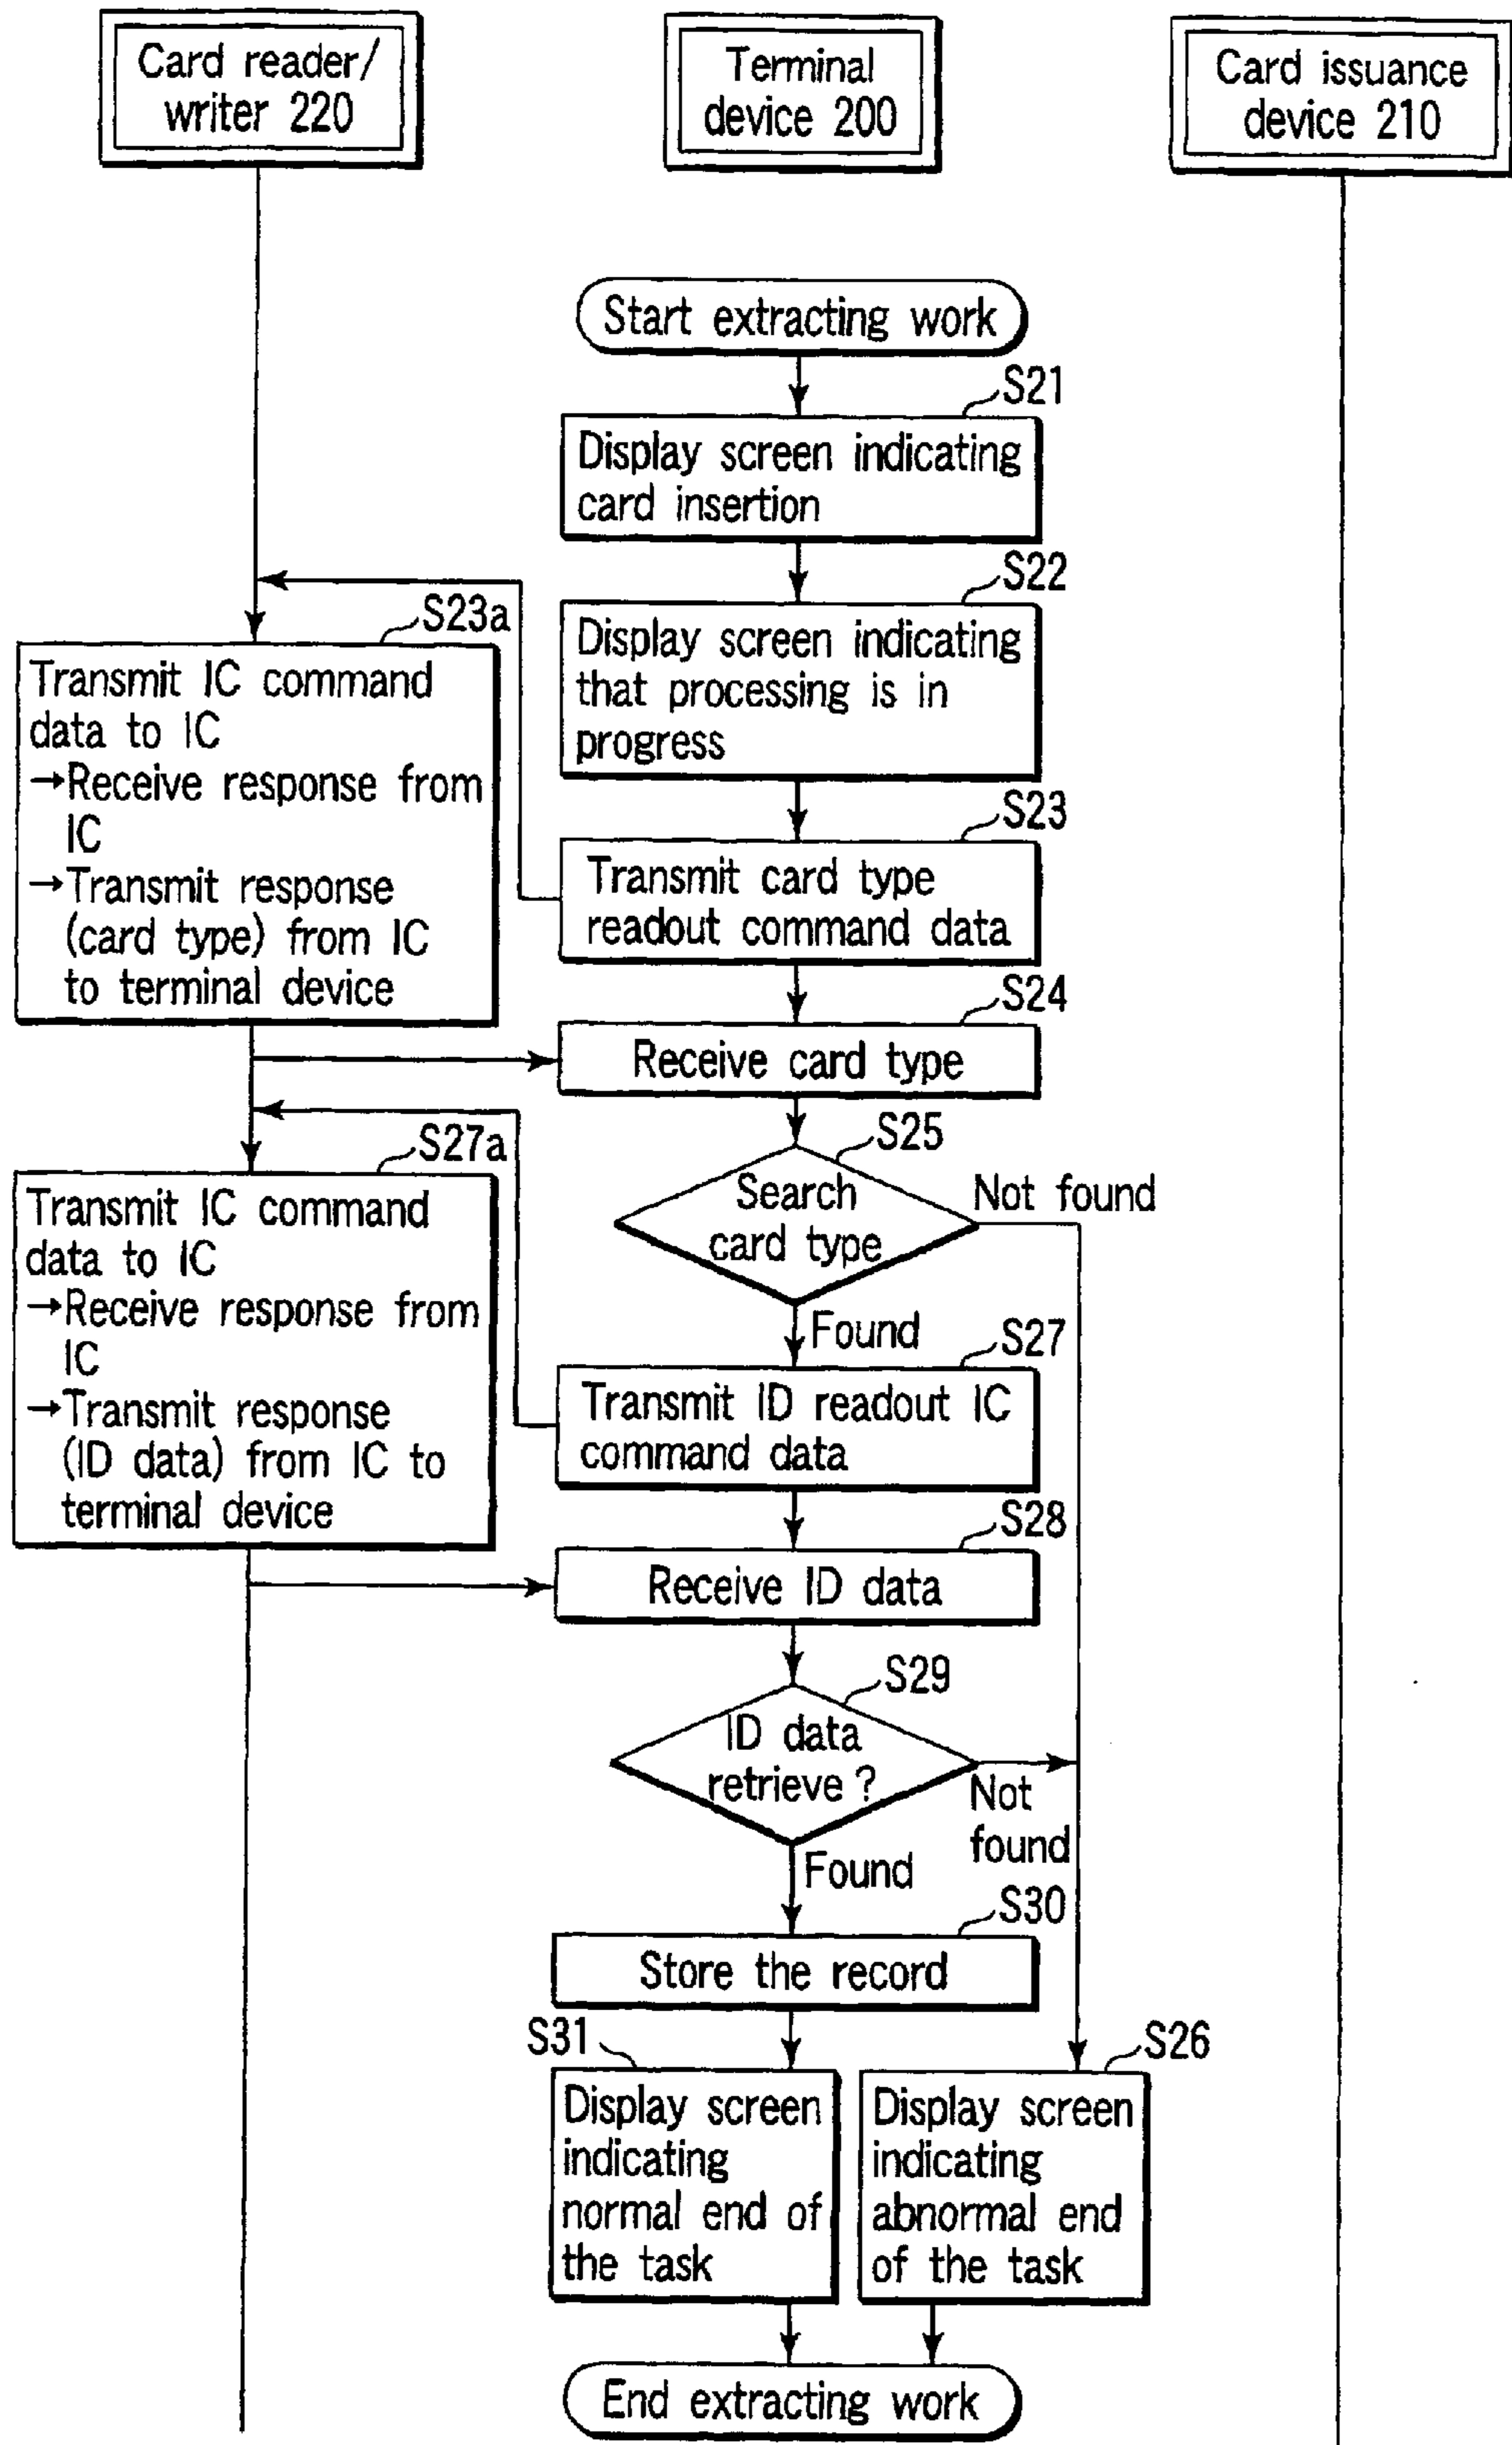 Card reader/
writer 220
Terminal
device 200
Card issuance
device 210
Start extracting work
S21
Display screen indicating
card insertion
S22
Display screen indicating
that processing is in
progress
S23a
Transmit IC command
data to IC
→Receive response from
IC
→Transmit response
(card type) from IC
to terminal device
S23
Transmit card type
readout command data
S24
Receive card type
S25
Search
card type
Not found
Found
S27a
Transmit IC command
data to IC
→Receive response from
IC
→Transmit response
(ID data) from IC to
terminal device
S27
Transmit ID readout IC
command data
S28
Receive ID data
S29
ID data
retrieve ?
Not
found
Found
S30
Store the record
S31
Display screen
indicating
normal end of
the task
S26
Display screen
indicating
abnormal end
of the task
End extracting work